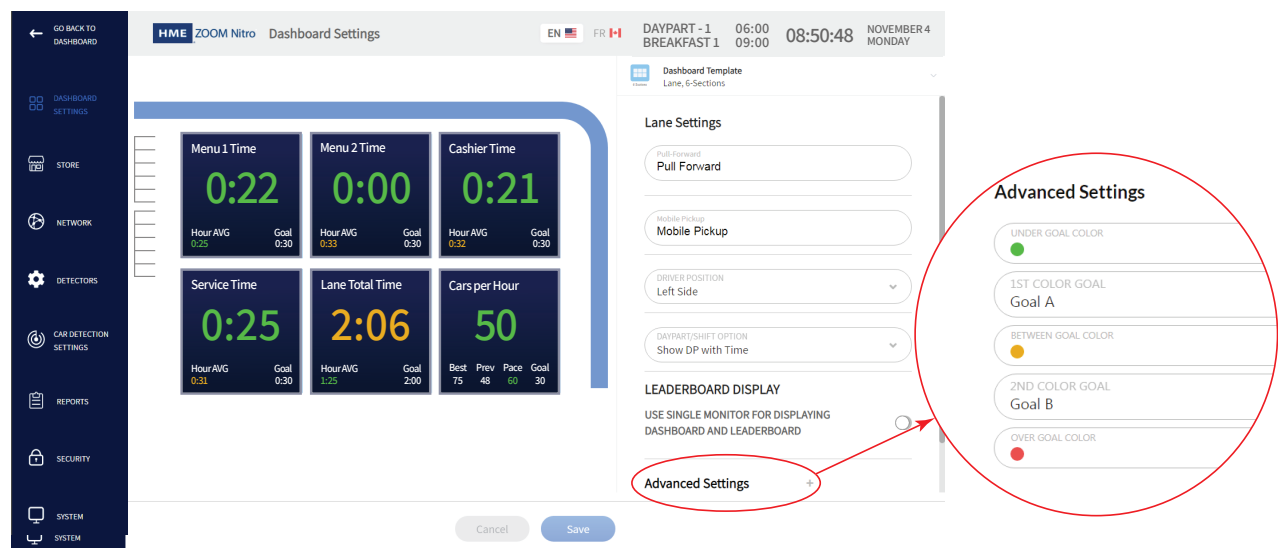 GO BACK TO
DASHBOARD
DASHBOARD
SETTINGS
STORE
NETWORK
DETECTORS
CAR DETECTION
SETTINGS
REPORTS
SECURITY
SYSTEM
SYSTEM
HME ZOOM Nitro Dashboard Settings
EN FR
DAYPART - 1 06:00
BREAKFAST 1 09:00
08:50:48
NOVEMBER 4
MONDAY
Menu 1 Time
0:22
Hour AVG Goal
0:25 0:30
Menu 2 Time
0:00
Hour AVG Goal
0:33 0:30
Cashier Time
0:21
Hour AVG Goal
0:32 0:30
Service Time
0:25
Hour AVG Goal
0:31 0:30
Lane Total Time
2:06
Hour AVG Goal
1:25 2:00
Cars per Hour
50
Best Prev Pace Goal
75 48 60 30
Cancel
Save
Dashboard Template
Lane, 6-Sections
Lane Settings
Pull-Forward
Pull Forward
Mobile Pickup
Mobile Pickup
DRIVER POSITION
Left Side
DAYPART/SHIFT OPTION
Show DP with Time
LEADERBOARD DISPLAY
USE SINGLE MONITOR FOR DISPLAYING
DASHBOARD AND LEADERBOARD
Advanced Settings +
Advanced Settings
UNDER GOAL COLOR
1ST COLOR GOAL
Goal A
BETWEEN GOAL COLOR
2ND COLOR GOAL
Goal B
OVER GOAL COLOR